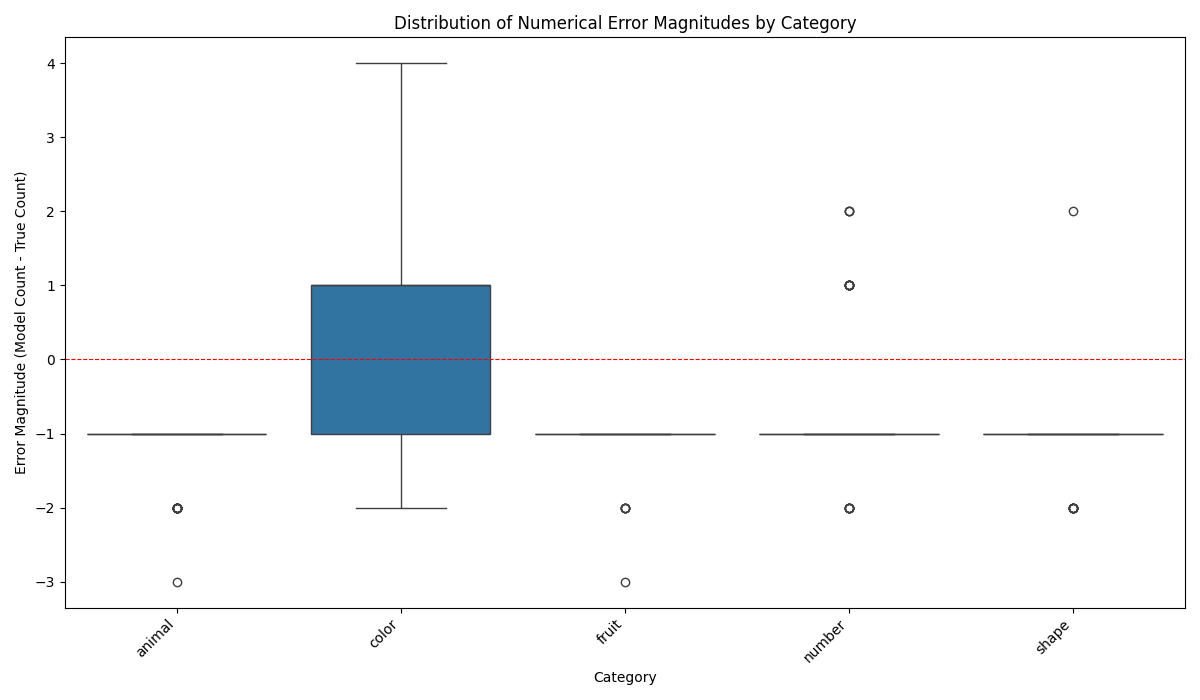 Distribution of Numerical Error Magnitudes by Category
Error Magnitude (Model Count - True Count)
4
3
2
1
0
−1
−2
−3
animal
color
fruit
number
shape
Category